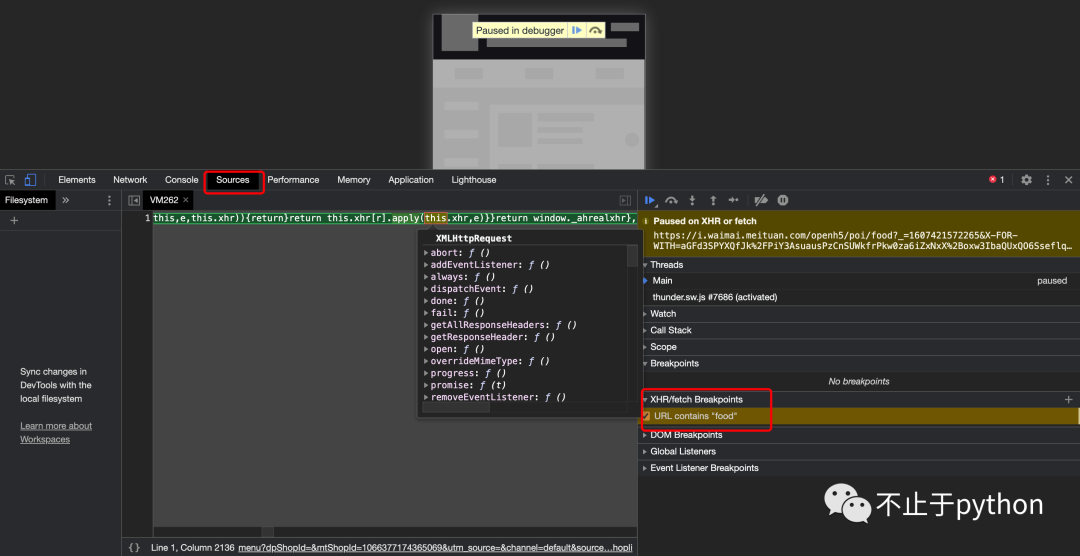 Paused in debugger
Elements Network Console Sources Performance Memory Application Lighthouse
1
Filesystem »
VM262 ×
1 this,e,this.xhr)){return}return this.xhr[r].apply(this.xhr,e)}}return window._ahrealxhr},
XMLHttpRequest
abort: ƒ ()
addEventListener: ƒ ()
always: ƒ ()
dispatchEvent: ƒ ()
done: ƒ ()
fail: ƒ ()
getAllResponseHeaders: ƒ ()
getResponseHeader: ƒ ()
open: ƒ ()
overrideMimeType: ƒ ()
progress: ƒ ()
promise: ƒ (t)
removeEventListener: ƒ ()
Sync changes in
DevTools with the
local filesystem
Learn more about
Workspaces
Paused on XHR or fetch
https://i.waimai.meituan.com/openh5/poi/food?_=1607421572265&X-FOR-
WITH=aGFd3SPYXQfJk%2FPiY3AsuausPzCnSUWkfrPkw0za6iZxNxX%2Boxw3IbaQUxQO6Sseflq…
Threads
Main paused
thunder.sw.js #7686 (activated)
Watch
Call Stack
Scope
Breakpoints
No breakpoints
XHR/fetch Breakpoints
URL contains "food"
DOM Breakpoints
Global Listeners
Event Listener Breakpoints
不止于python
{ } Line 1, Column 2136 menu?dpShopId=&mtShopId=1066377174365069&utm_source=&channel=default&source…hopli